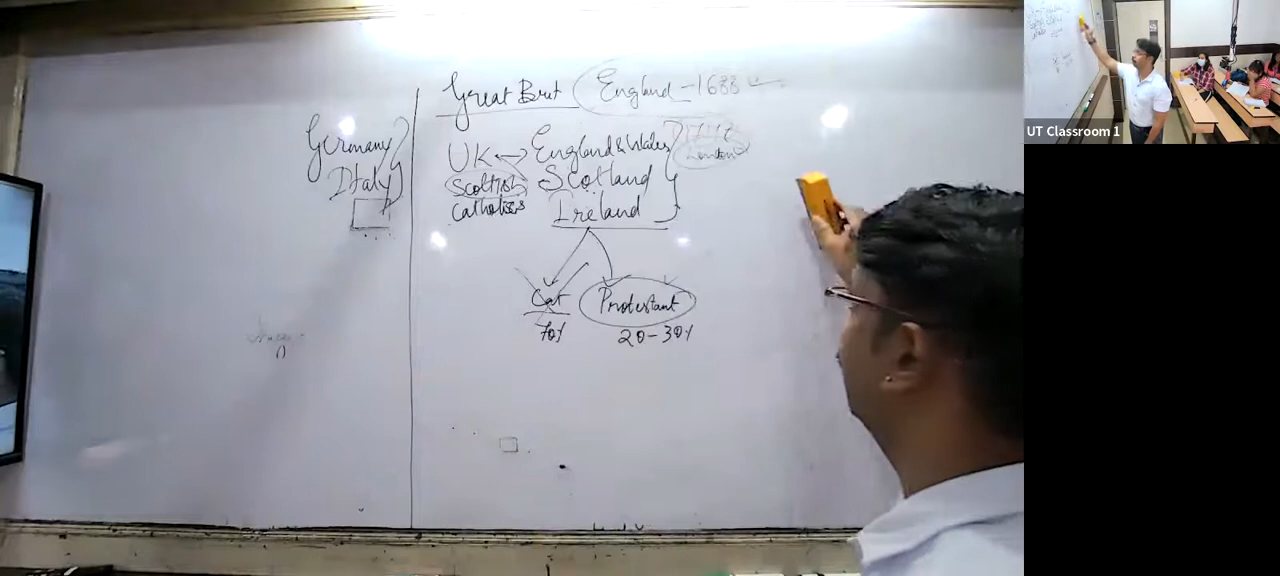 Great Brit England - 1688
Germany
Italy
UK England & Wales
Scottish Scotland
Catholics Ireland
London
Cat Protestant
70% 20-30%
UT Classroom 1